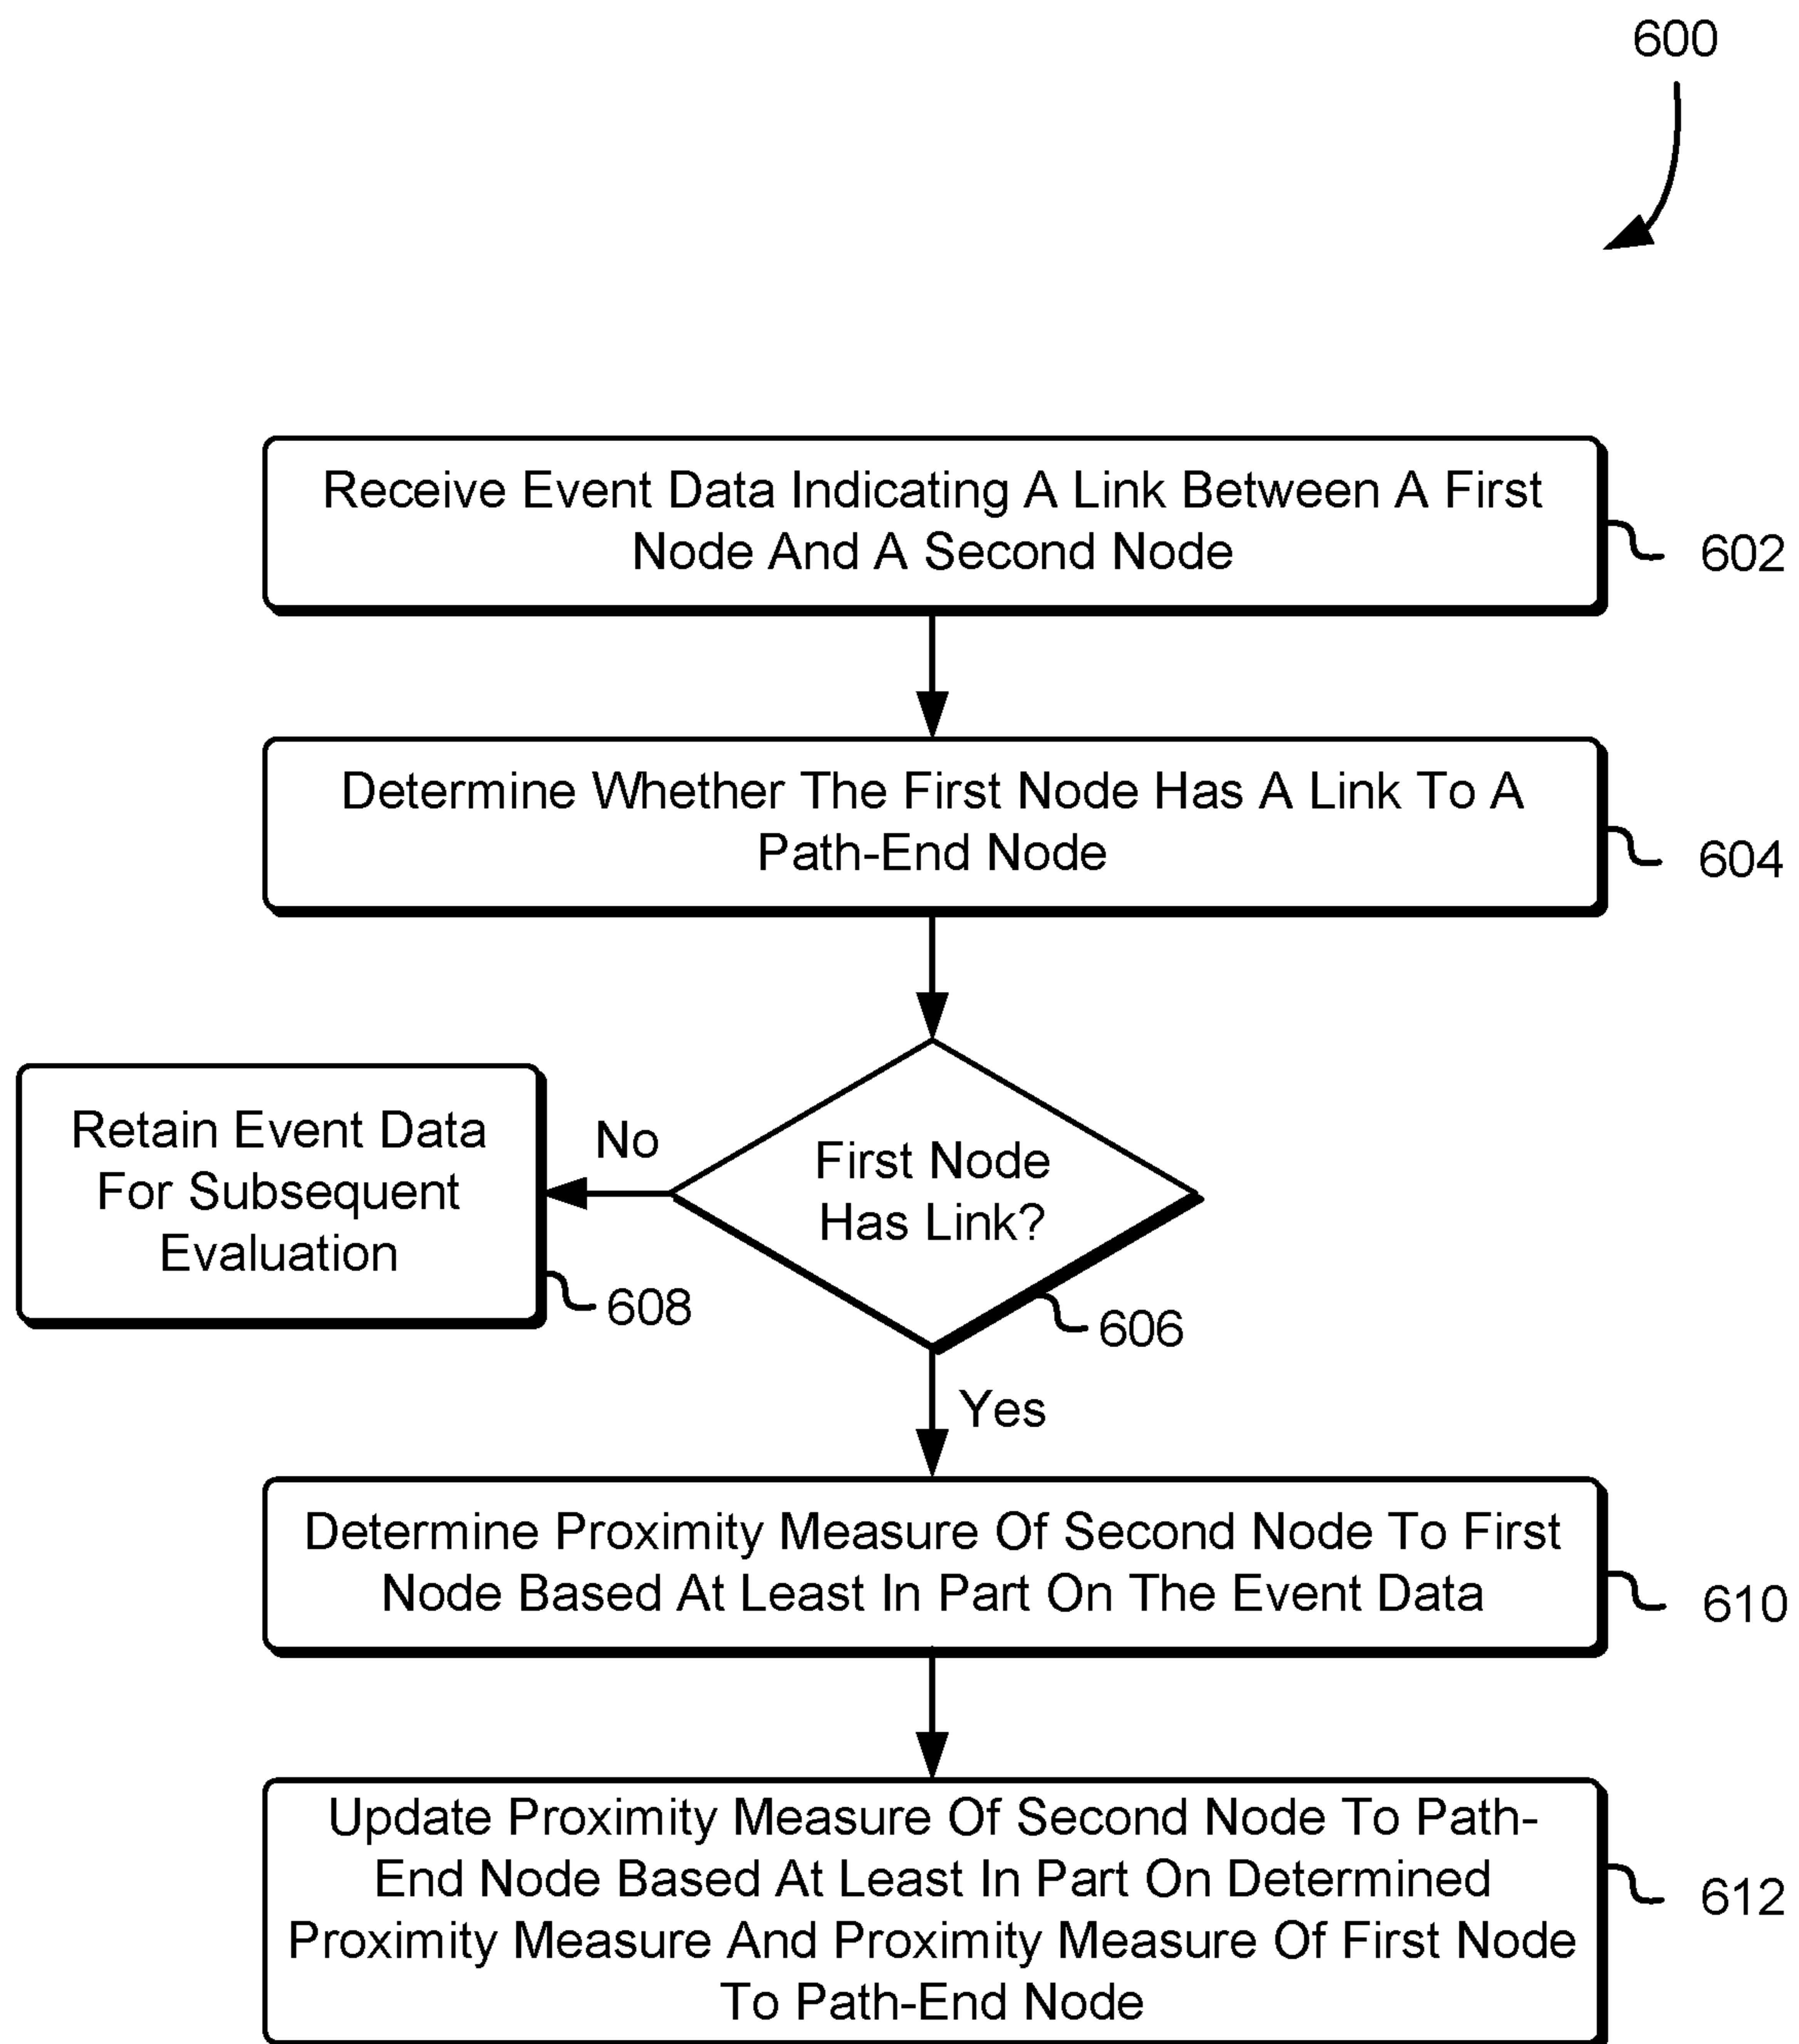 600
Receive Event Data Indicating A Link Between A First
Node And A Second Node
602
Determine Whether The First Node Has A Link To A
Path-End Node
604
First Node
Has Link?
606
No
Retain Event Data
For Subsequent
Evaluation
608
Yes
Determine Proximity Measure Of Second Node To First
Node Based At Least In Part On The Event Data
610
Update Proximity Measure Of Second Node To Path-
End Node Based At Least In Part On Determined
Proximity Measure And Proximity Measure Of First Node
To Path-End Node
612